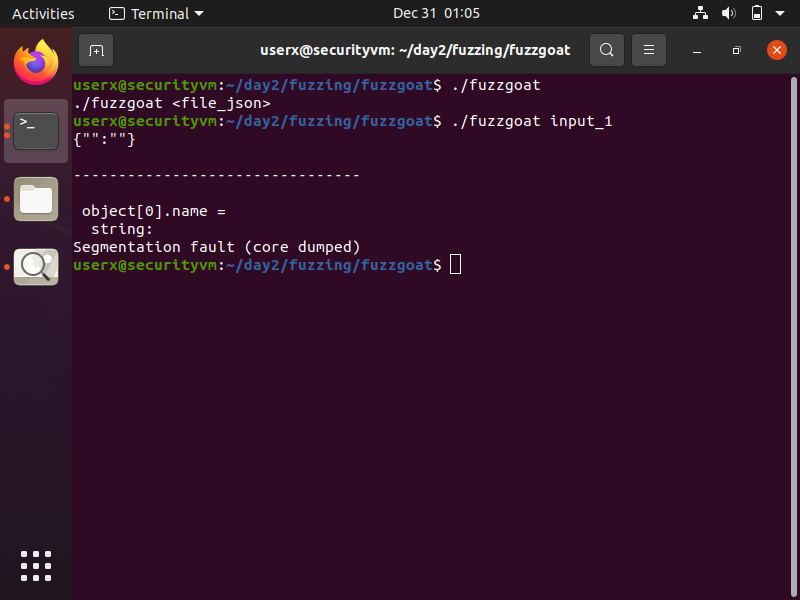 Activities
Terminal
Dec 31 01:05
userx@securityvm: ~/day2/fuzzing/fuzzgoat
userx@securityvm:~/day2/fuzzing/fuzzgoat$ ./fuzzgoat
./fuzzgoat <file_json>
userx@securityvm:~/day2/fuzzing/fuzzgoat$ ./fuzzgoat input_1
{"":""}
--------------------------------
object[0].name =
string:
Segmentation fault (core dumped)
userx@securityvm:~/day2/fuzzing/fuzzgoat$